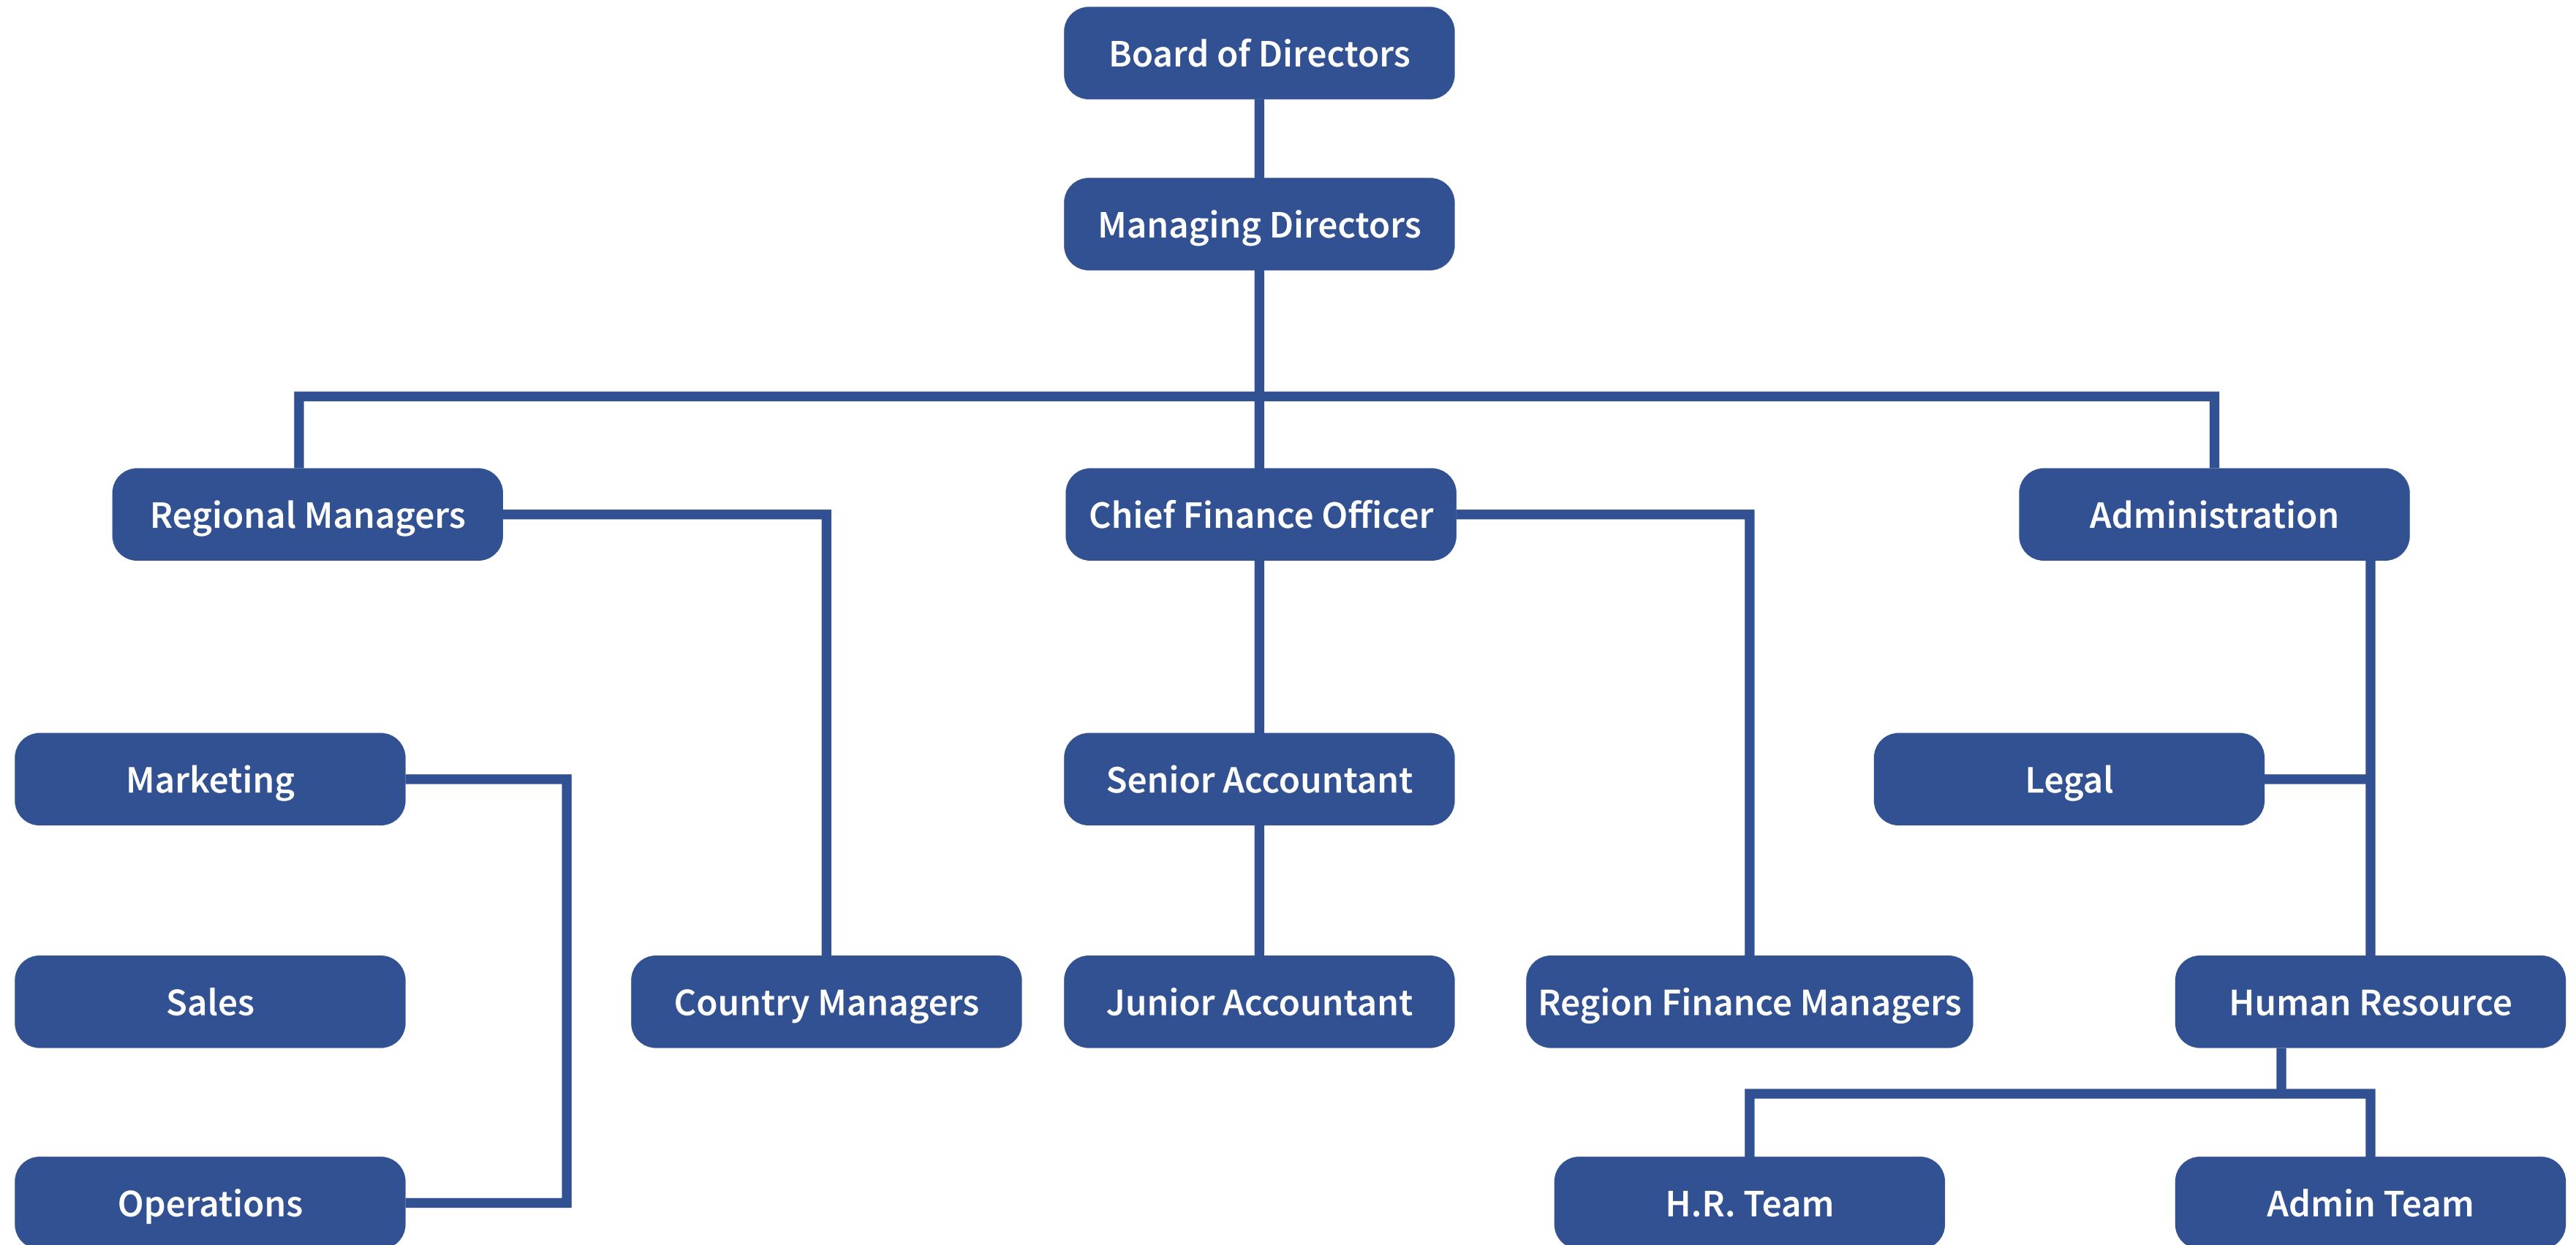 Board of Directors
Managing Directors
Regional Managers
Chief Finance Officer
Administration
Marketing
Senior Accountant
Legal
Sales
Country Managers
Junior Accountant
Region Finance Managers
Human Resource
Operations
H.R. Team
Admin Team